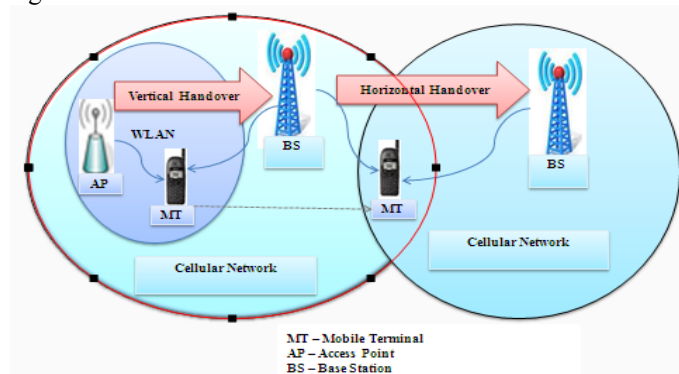 Vertical Handover
Horizontal Handover
WLAN
BS
BS
AP
MT
MT
Cellular Network
Cellular Network
MT – Mobile Terminal
AP – Access Point
BS – Base Station